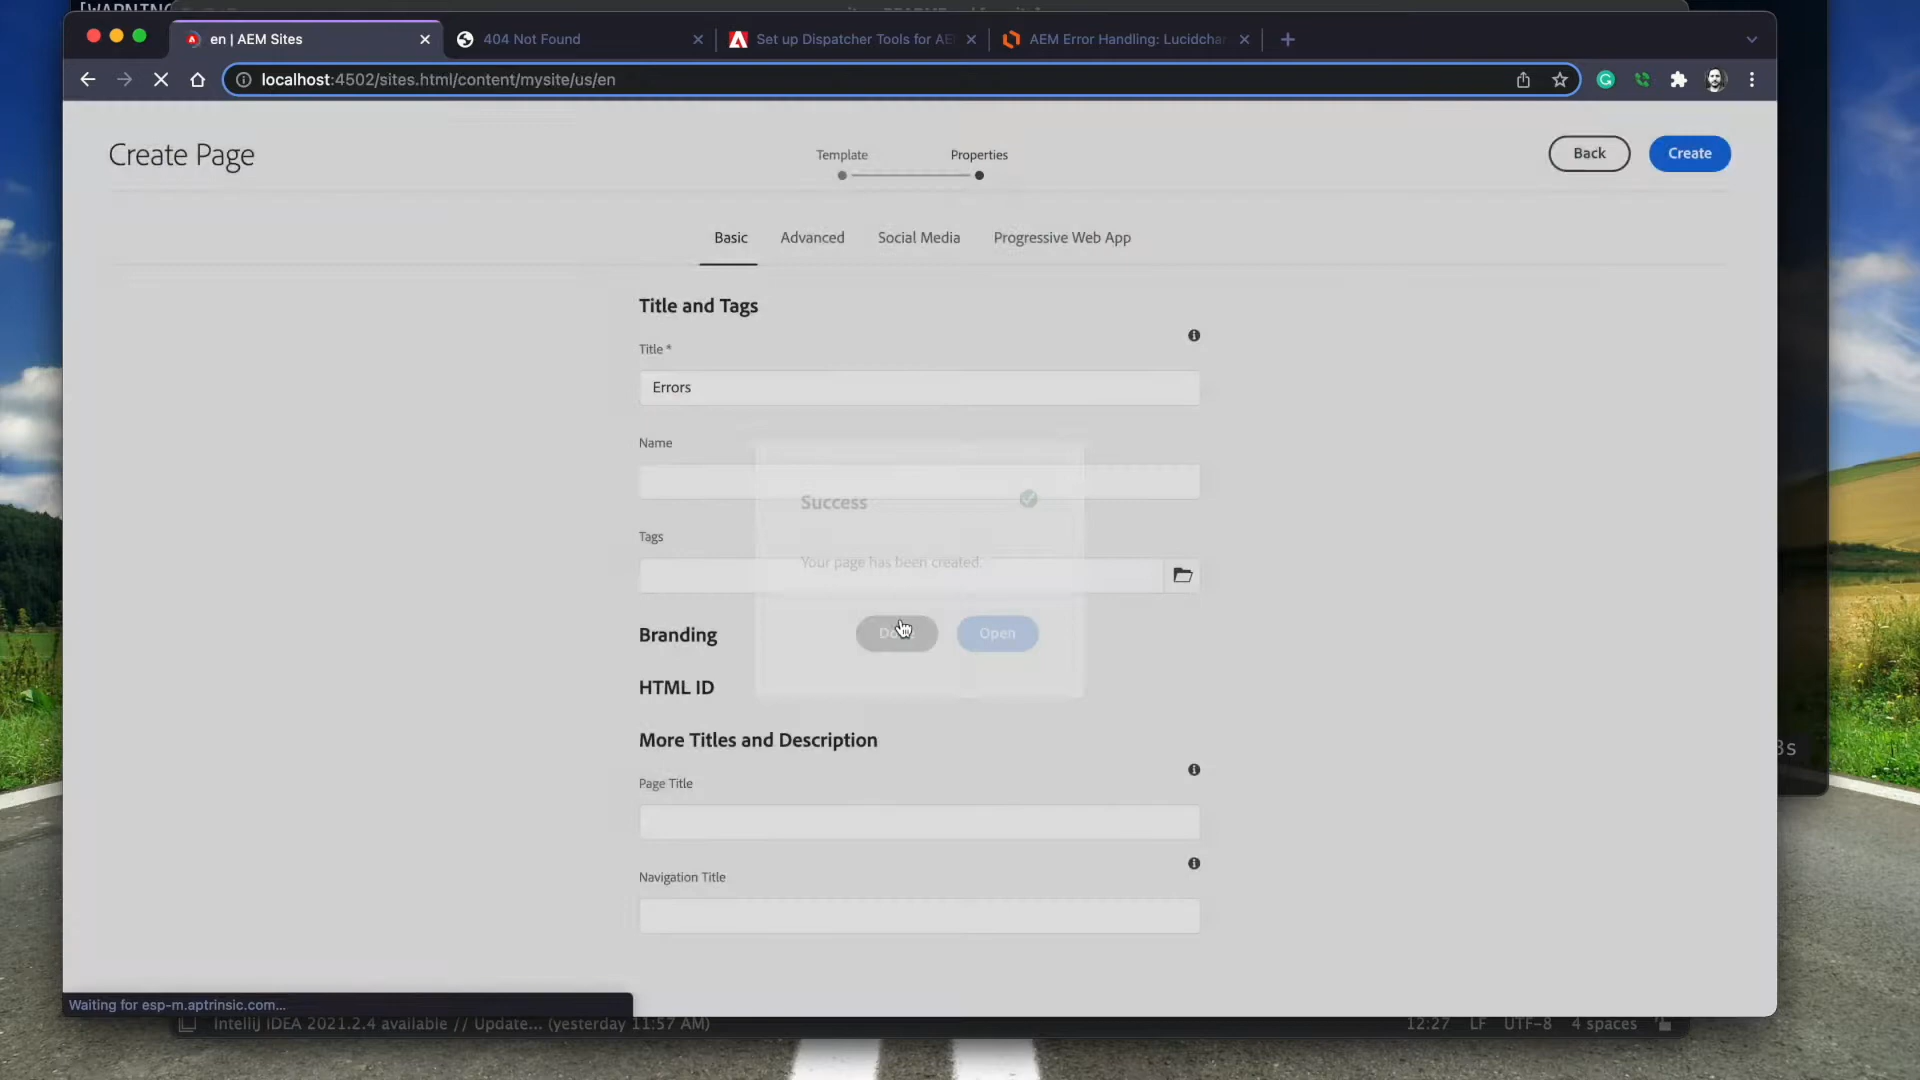 [WARNING
en | AEM Sites
404 Not Found
Set up Dispatcher Tools for AE
AEM Error Handling: Lucidchar
localhost:4502/sites.html/content/mysite/us/en
Create Page
Template
Properties
Back
Create
Basic
Advanced
Social Media
Progressive Web App
Title and Tags
Title *
Errors
Name
Success
Tags
Your page has been created.
Branding
Open
HTML ID
More Titles and Description
Page Title
Navigation Title
3s
Waiting for esp-m.aptrinsic.com...
IntelliJ IDEA 2021.2.4 available // Update... (yesterday 11:57 AM)
12:27 LF UTF-8 4 spaces